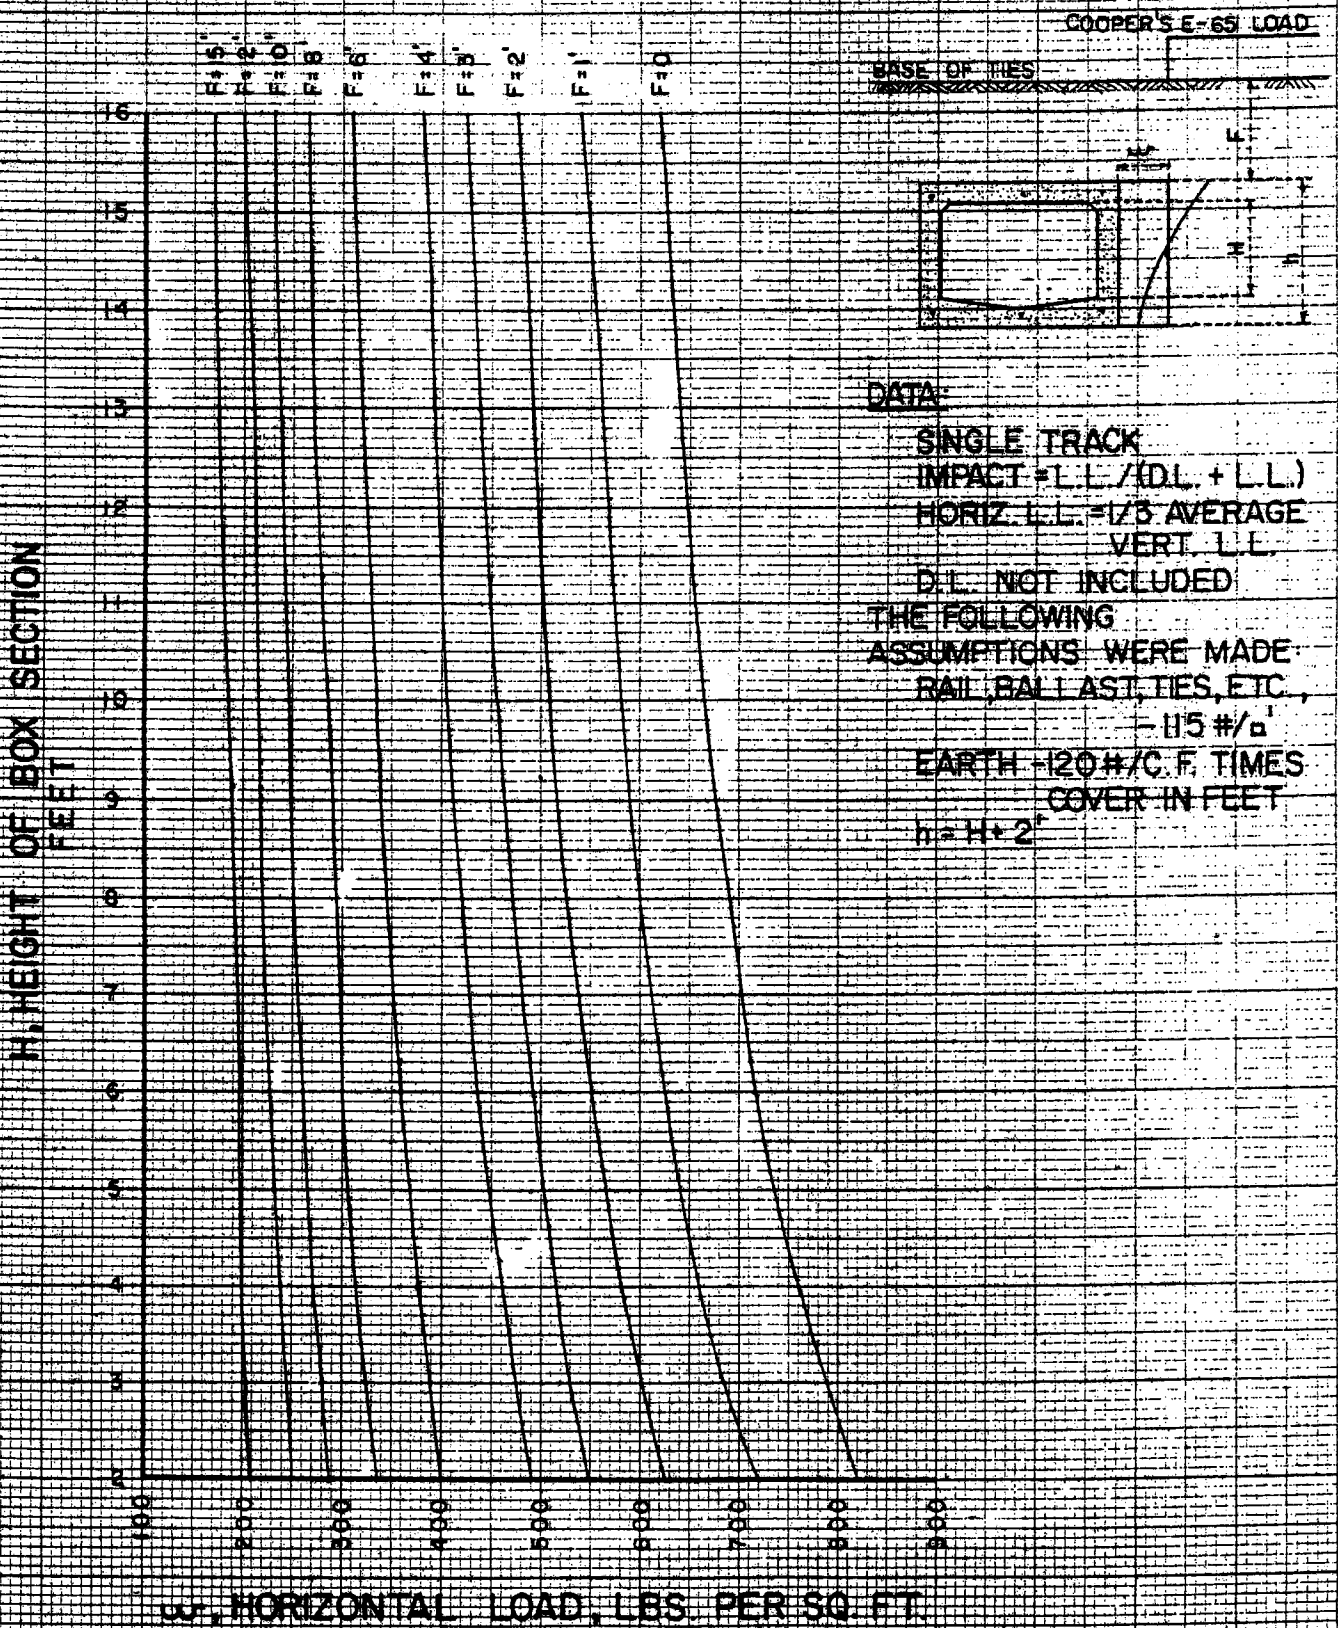 COOPER'S E-65 LOAD
BASE OF TIES
F
w
H
h
F=6'
F=4'
F=3'
F=2'
F=1'
F=0
F=8'
16
15
14
13
12
11
10
9
8
7
6
5
4
3
2
H, HEIGHT OF BOX SECTION
FEET
DATA:
SINGLE TRACK
IMPACT = L.L./(D.L. + L.L.)
HORIZ. L.L. = 1/3 AVERAGE
VERT. L.L.
D.L. NOT INCLUDED
THE FOLLOWING
ASSUMPTIONS WERE MADE:
RAIL, BALLAST, TIES, ETC.,
- 115 #/□'
EARTH -120#/C.F. TIMES
COVER IN FEET
h = H+2'
100
200
300
400
500
600
700
800
900
w, HORIZONTAL LOAD, LBS. PER SQ. FT.